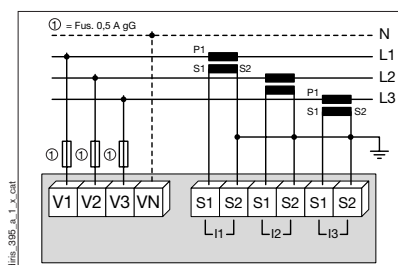 ① = Fus. 0,5 A gG
N
P1
L1
S1 S2
L2
P1
L3
S1 S2
① ① ①
V1 V2 V3 VN S1 S2 S1 S2 S1 S2
I1 I2 I3
iris_395_a_1_x_cat